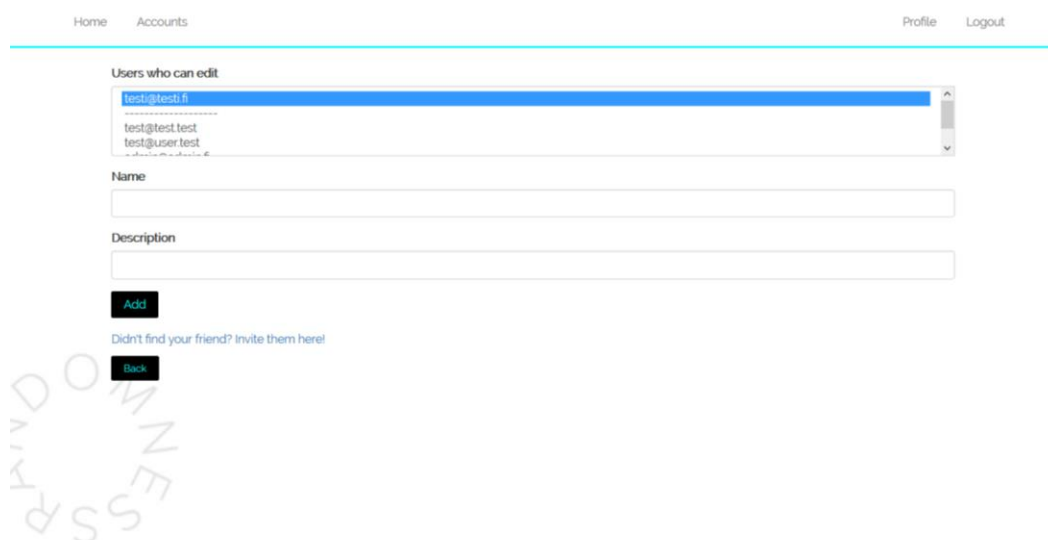 Home Accounts Profile Logout
Users who can edit
testi@testi.fi
-------------------
test@test.test
test@user.test
Name
Description
Add
Didn't find your friend? Invite them here!
Back
RANDOMNESS